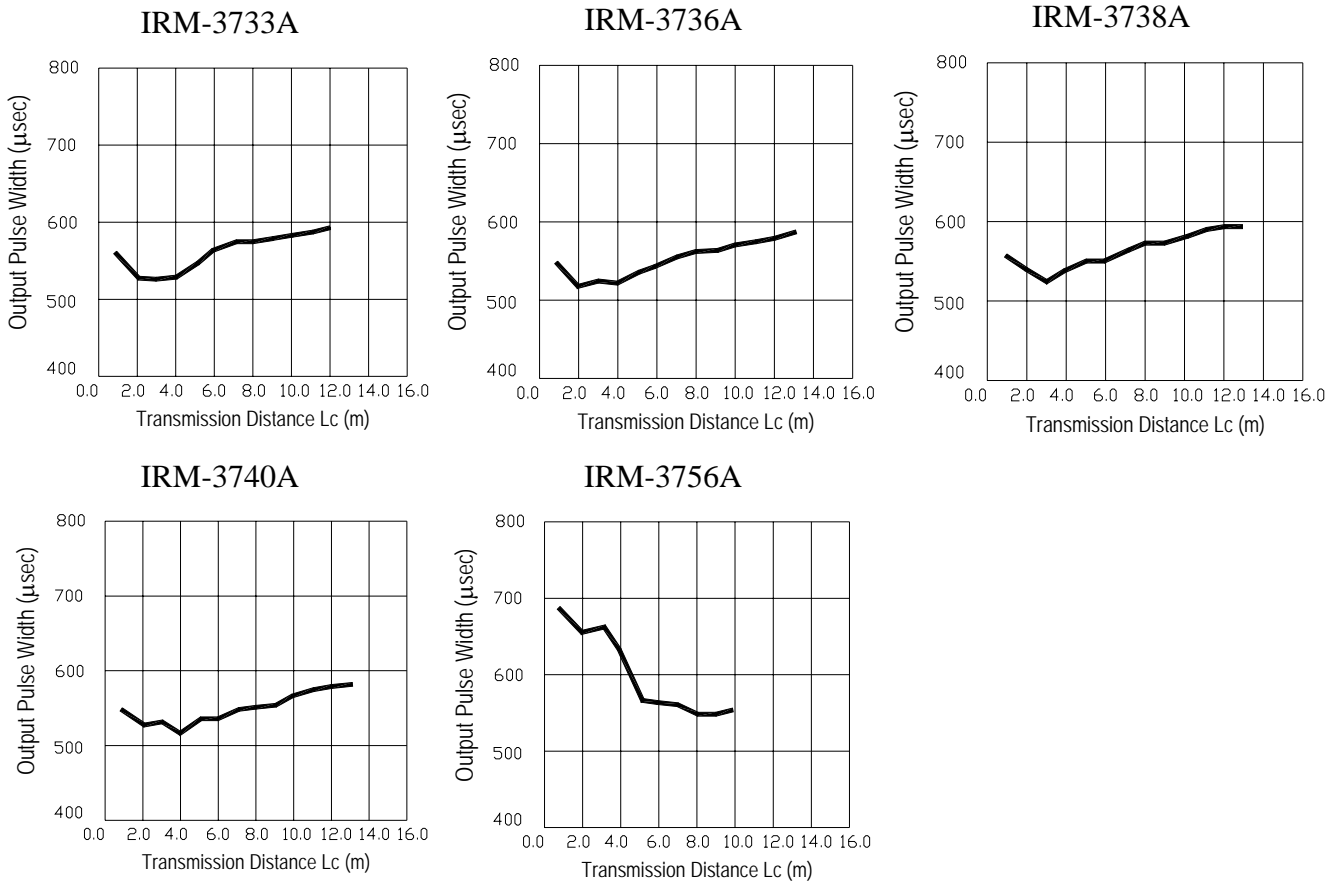 IRM-3733A
800
700
600
500
400
0.0 2.0 4.0 6.0 8.0 10.0 12.0 14.0 16.0
Output Pulse Width (μsec)
Transmission Distance Lc (m)
IRM-3736A
800
700
600
500
400
0.0 2.0 4.0 6.0 8.0 10.0 12.0 14.0 16.0
Output Pulse Width (μsec)
Transmission Distance Lc (m)
IRM-3738A
800
700
600
500
400
0.0 2.0 4.0 6.0 8.0 10.0 12.0 14.0 16.0
Output Pulse Width (μsec)
Transmission Distance Lc (m)
IRM-3740A
800
700
600
500
400
0.0 2.0 4.0 6.0 8.0 10.0 12.0 14.0 16.0
Output Pulse Width (μsec)
Transmission Distance Lc (m)
IRM-3756A
800
700
600
500
400
0.0 2.0 4.0 6.0 8.0 10.0 12.0 14.0 16.0
Output Pulse Width (μsec)
Transmission Distance Lc (m)